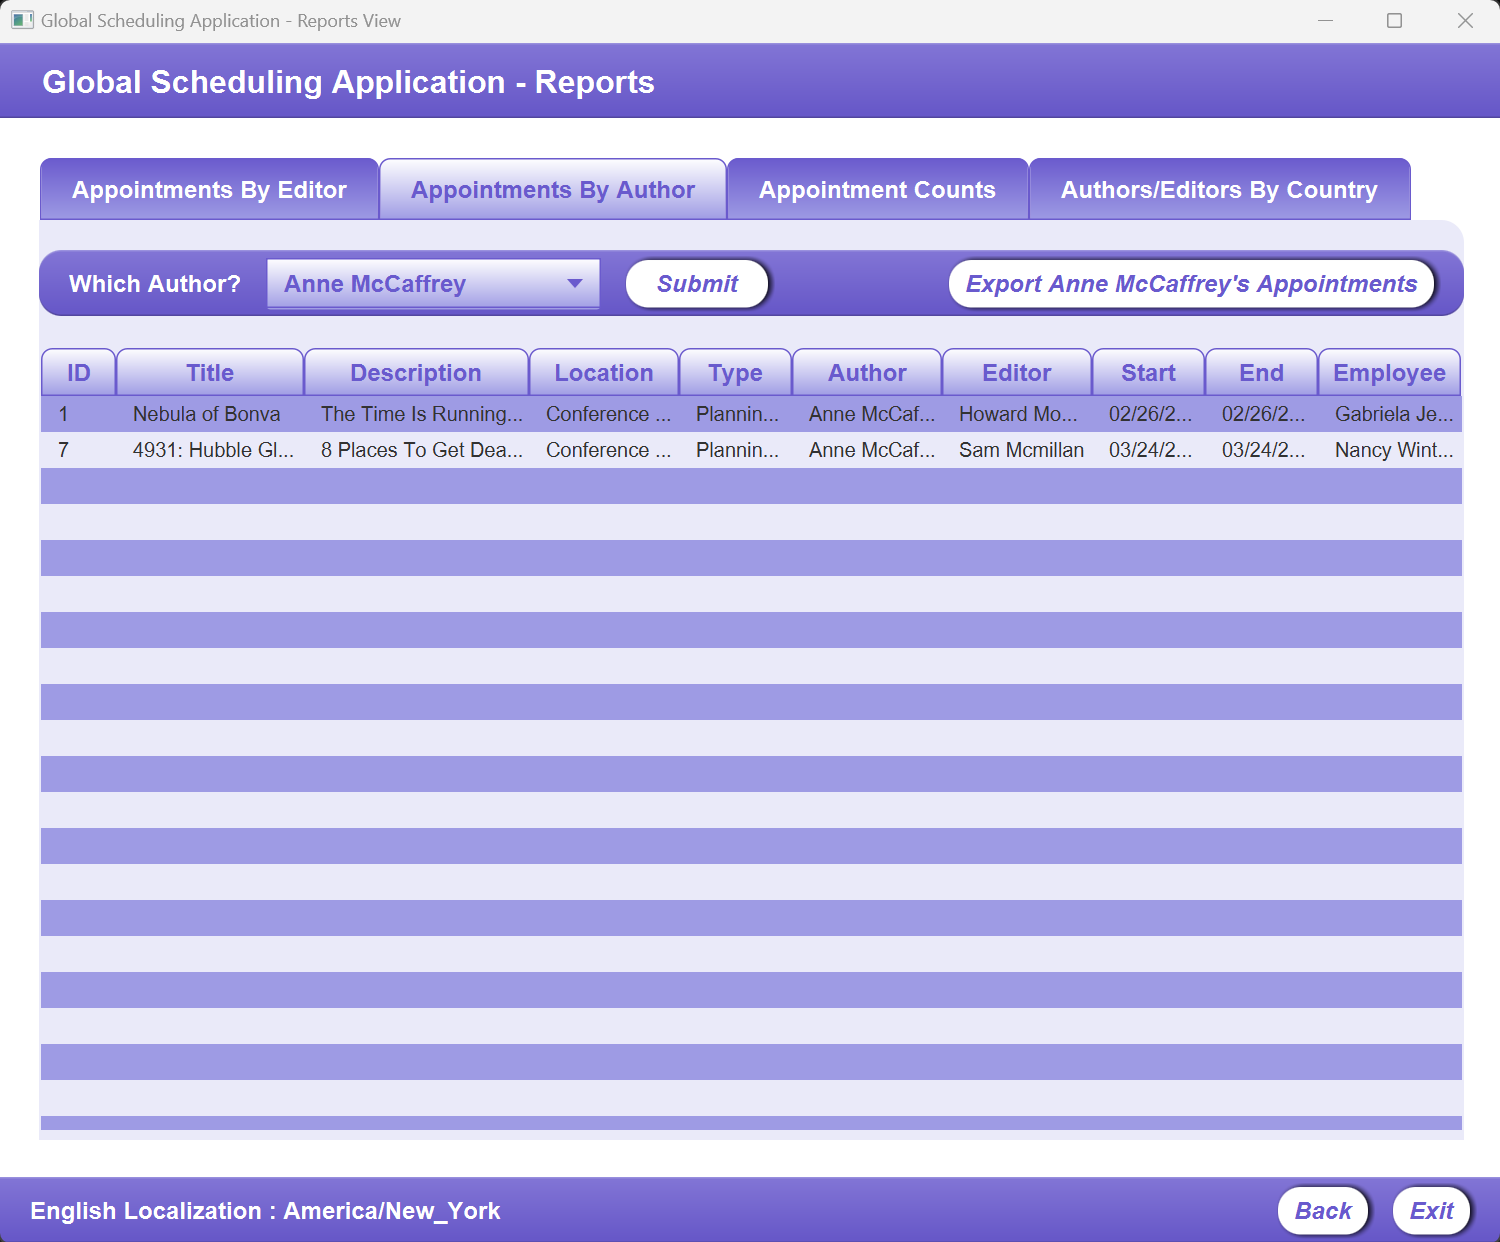 Global Scheduling Application - Reports View
Global Scheduling Application - Reports
Appointments By Editor Appointments By Author Appointment Counts Authors/Editors By Country
Which Author? Anne McCaffrey Submit Export Anne McCaffrey's Appointments
ID Title Description Location Type Author Editor Start End Employee
1 Nebula of Bonva The Time Is Running... Conference ... Plannin... Anne McCaf... Howard Mo... 02/26/2... 02/26/2... Gabriela Je...
7 4931: Hubble Gl... 8 Places To Get Dea... Conference ... Plannin... Anne McCaf... Sam Mcmillan 03/24/2... 03/24/2... Nancy Wint...
English Localization : America/New_York Back Exit